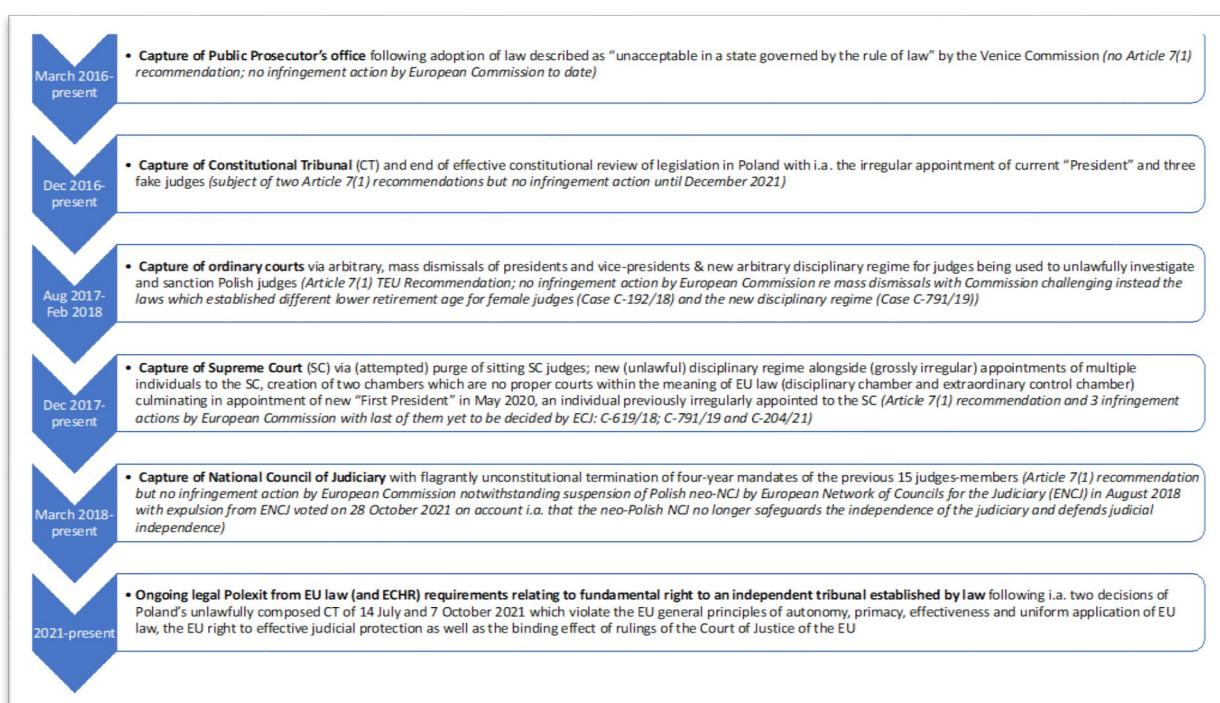 March 2016-
present
• Capture of Public Prosecutor's office following adoption of law described as "unacceptable in a state governed by the rule of law" by the Venice Commission (no Article 7(1)
recommendation; no infringement action by European Commission to date)
Dec 2016-
present
• Capture of Constitutional Tribunal (CT) and end of effective constitutional review of legislation in Poland with i.a. the irregular appointment of current "President" and three
fake judges (subject of two Article 7(1) recommendations but no infringement action until December 2021)
Aug 2017-
Feb 2018
• Capture of ordinary courts via arbitrary, mass dismissals of presidents and vice-presidents & new arbitrary disciplinary regime for judges being used to unlawfully investigate
and sanction Polish judges (Article 7(1) TEU Recommendation; no infringement action by European Commission re mass dismissals with Commission challenging instead the
laws which established different lower retirement age for female judges (Case C-192/18) and the new disciplinary regime (Case C-791/19))
Dec 2017-
present
• Capture of Supreme Court (SC) via (attempted) purge of sitting SC judges; new (unlawful) disciplinary regime alongside (grossly irregular) appointments of multiple
individuals to the SC, creation of two chambers which are no proper courts within the meaning of EU law (disciplinary chamber and extraordinary control chamber)
culminating in appointment of new "First President" in May 2020, an individual previously irregularly appointed to the SC (Article 7(1) recommendation and 3 infringement
actions by European Commission with last of them yet to be decided by ECJ: C-619/18; C-791/19 and C-204/21)
March 2018-
present
• Capture of National Council of Judiciary with flagrantly unconstitutional termination of four-year mandates of the previous 15 judges-members (Article 7(1) recommendation
but no infringement action by European Commission notwithstanding suspension of Polish neo-NCJ by European Network of Councils for the Judiciary (ENCJ) in August 2018
with expulsion from ENCJ voted on 28 October 2021 on account i.a. that the neo-Polish NCJ no longer safeguards the independence of the judiciary and defends judicial
independence)
2021-present
• Ongoing legal Polexit from EU law (and ECHR) requirements relating to fundamental right to an independent tribunal established by law following i.a. two decisions of
Poland's unlawfully composed CT of 14 July and 7 October 2021 which violate the EU general principles of autonomy, primacy, effectiveness and uniform application of EU
law, the EU right to effective judicial protection as well as the binding effect of rulings of the Court of Justice of the EU